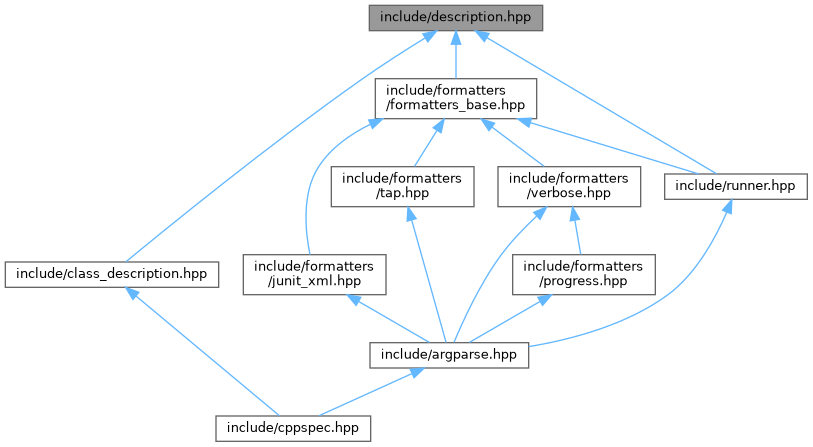 include/description.hpp
include/formatters
/formatters_base.hpp
include/formatters
/tap.hpp
include/formatters
/verbose.hpp
include/runner.hpp
include/class_description.hpp
include/formatters
/junit_xml.hpp
include/formatters
/progress.hpp
include/argparse.hpp
include/cppspec.hpp